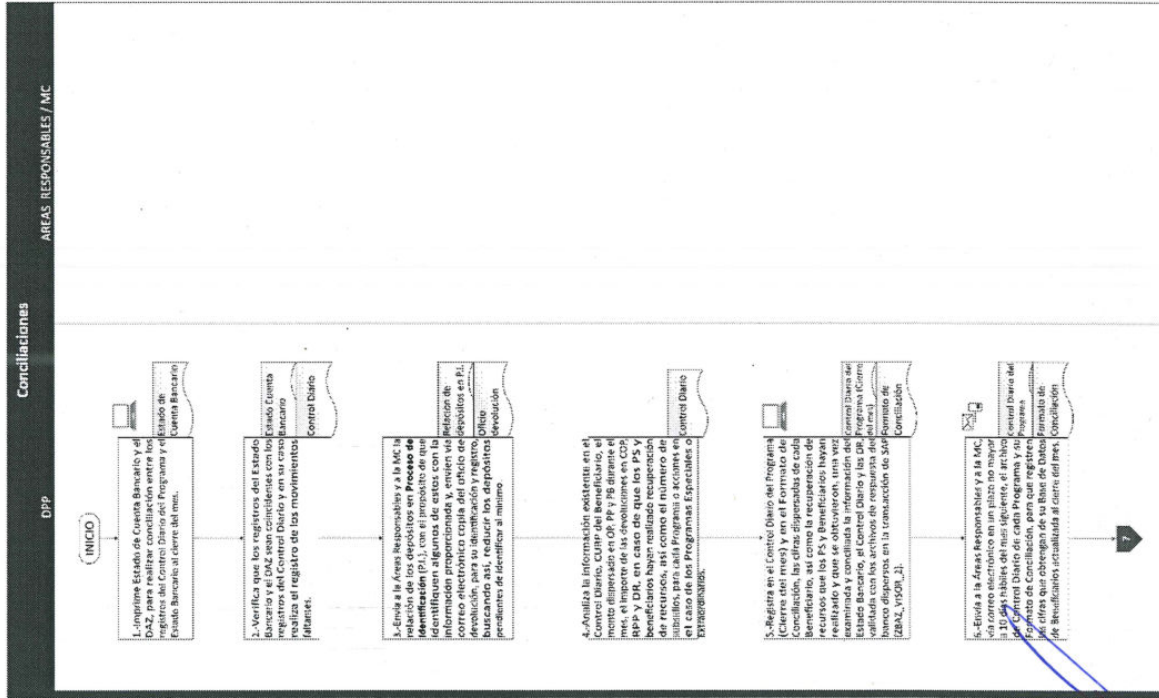 Conciliaciones
DPP
AREAS RESPONSABLES / MC
INICIO
1.-Imprime Estado de Cuenta Bancario y el
DAZ, para realizar conciliación entre los
registros del Control Diario del Programa y el
Estado Bancario al cierre del mes.
Estado de
Cuenta Bancario
2.-Verifica que los registros del Estado
Bancario y el DAZ sean coincidentes con los
registros del Control Diario y en su caso
realiza el registro de los movimientos
faltantes.
Estado Cuenta
Bancario
Control Diario
3.-Envía a la Áreas Responsables y a la MC la
relación de los depósitos en Proceso de
Identificación (P.I.), con el propósito de que
identifiquen algunos de estos con la
información proporcionada y, envíen vía
correo electrónico copia del oficio de
devolución, para su identificación y registro,
buscando así, reducir los depósitos
pendientes de identificar al mínimo
Relación de
depósitos en P.I.
Oficio
devolución
4.-Analiza la información existente en el
Control Diario, CURP del Beneficiario, el
monto dispersado en OP, PP y PB durante el
mes, el importe de las devoluciones en COP,
RPP y DR, en caso de que los PS y
beneficiarios hayan realizado recuperación
de recursos, así como el número de
subsidios, para cada Programa o acciones en
el caso de los Programas Especiales o
Extraordinarios.
Control Diario
5.-Registra en el Control Diario del Programa
(Cierre del mes) y en el Formato de
Conciliación, las cifras dispersadas de cada
Beneficiario, así como la recuperación de
recursos que los PS y Beneficiarios hayan
realizado y que se obtuvieron, una vez
examinada y conciliada la información del
Estado Bancario, el Control Diario y las DR,
validada con los archivos de respuesta del
banco dispersos en la transacción de SAP
(ZBAZ_VISOR_2).
Control Diario del
Programa (Cierre
del mes)
Formato de
Conciliación
6.-Envía a la Áreas Responsables y a la MC,
vía correo electrónico en un plazo no mayor
a 10 días hábiles del mes siguiente, el archivo
de Control Diario de cada Programa y su
Formato de Conciliación, para que registren
las cifras que obtengan de su Base de Datos
de Beneficiarios actualizada al cierre del mes.
Control Diario del
Programa
Formato de
Conciliación